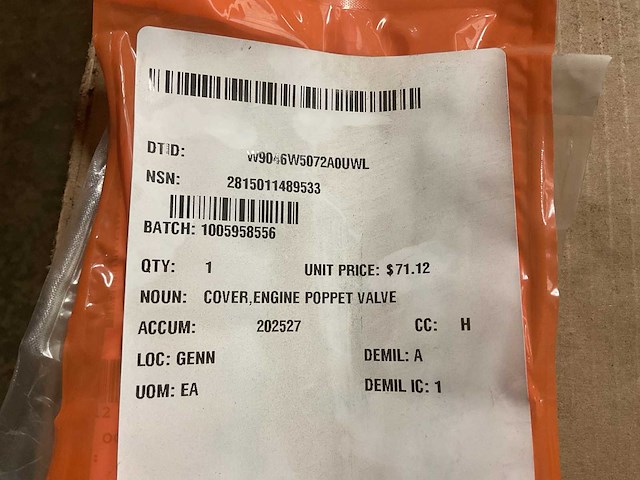 DTID: W9046W5072A0UWL
NSN: 2815011489533
BATCH: 1005958556
QTY: 1 UNIT PRICE: $71.12
NOUN: COVER,ENGINE POPPET VALVE
ACCUM: 202527 CC: H
LOC: GENN DEMIL: A
UOM: EA DEMIL IC: 1